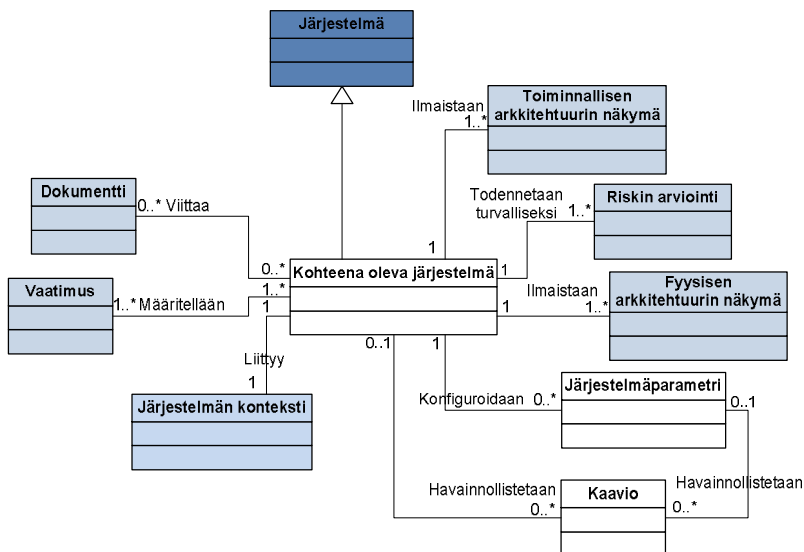 Järjestelmä
Ilmaistaan
1..*
Toiminnallisen
arkkitehtuurin näkymä
Dokumentti
0..* Viittaa
Todennetaan
turvalliseksi
1..*
Riskin arviointi
1
0..*
Kohteena oleva järjestelmä
1
Vaatimus
1..* Määritellään
1..*
1
Ilmaistaan
1..*
Fyysisen
arkkitehtuurin näkymä
1
Liittyy
1
0..1
1
Järjestelmän konteksti
Konfiguroidaan
0..*
Järjestelmäparametri
0..1
Havainnollistetaan
0..*
Kaavio
Havainnollistetaan
0..*